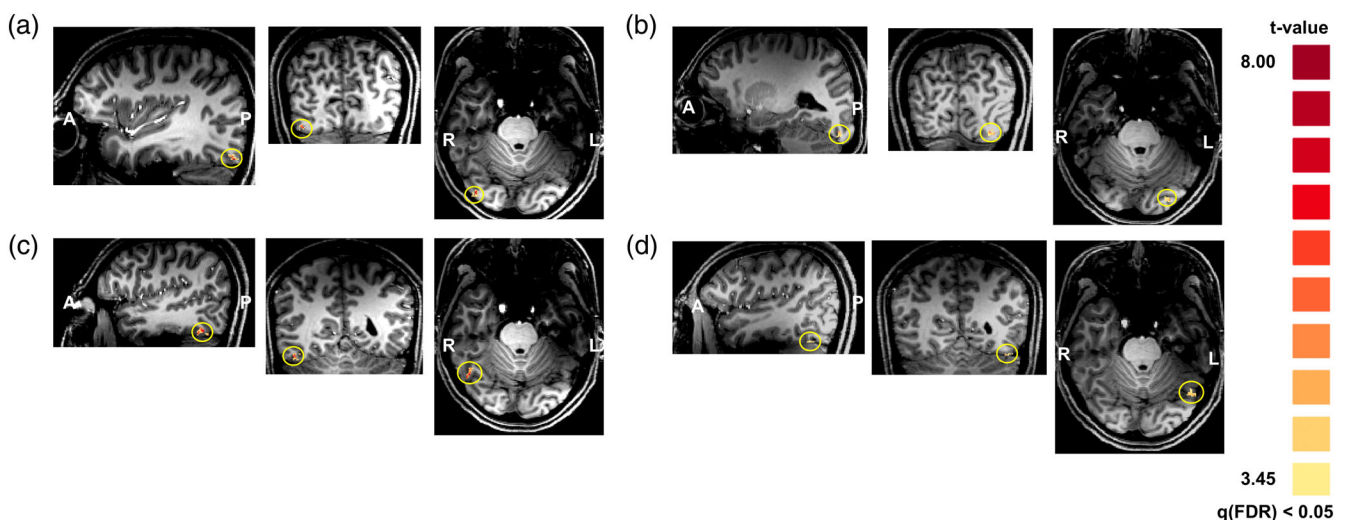 (a)
A
P
R
L
(b)
A
P
R
L
t-value
8.00
(c)
A
P
R
L
(d)
A
P
R
L
3.45
q(FDR) < 0.05